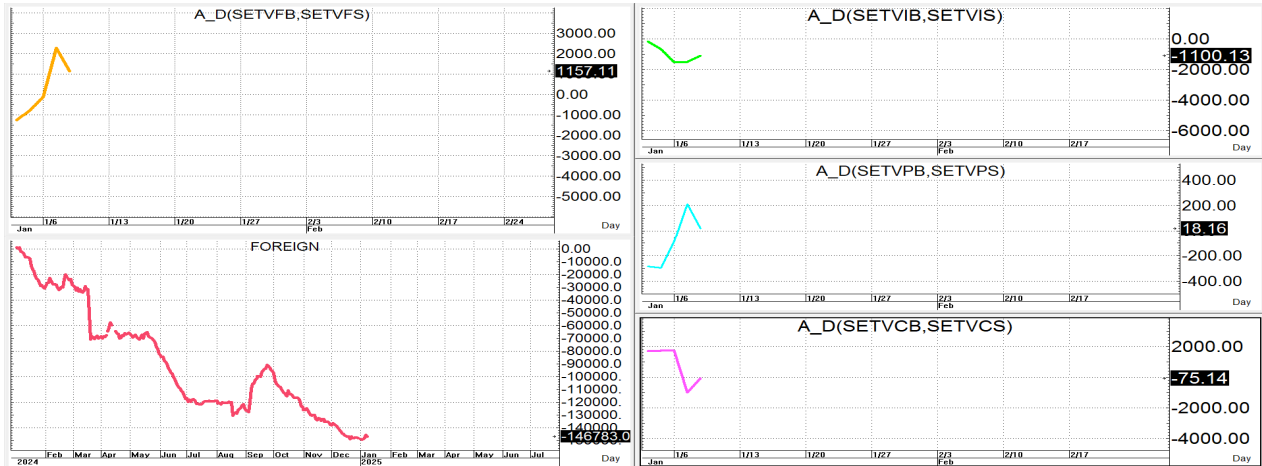 A_D(SETVFB,SETVFS)
3000.00
2000.00
1157.11
0.00
-1000.00
-2000.00
-3000.00
-4000.00
-5000.00
1/6 1/13 1/20 1/27 2/3 2/10 2/17 2/24
Jan Feb Day
FOREIGN
0.00
-10000.0
-20000.0
-30000.0
-40000.0
-50000.0
-60000.0
-70000.0
-80000.0
-90000.0
-100000.
-110000.
-120000.
-130000.
-140000.
-146783.0
Feb Mar Apr May Jun Jul Aug Sep Oct Nov Dec Jan Feb Mar Apr May Jun Jul
2024 2025 Day
A_D(SETVIB,SETVIS)
0.00
-1100.13
-2000.00
-4000.00
-6000.00
1/6 1/13 1/20 1/27 2/3 2/10 2/17
Jan Feb Day
A_D(SETVPB,SETVPS)
400.00
200.00
18.16
-200.00
-400.00
1/6 1/13 1/20 1/27 2/3 2/10 2/17
Jan Feb Day
A_D(SETVCB,SETVCS)
2000.00
-75.14
-2000.00
-4000.00
1/6 1/13 1/20 1/27 2/3 2/10 2/17
Jan Feb Day